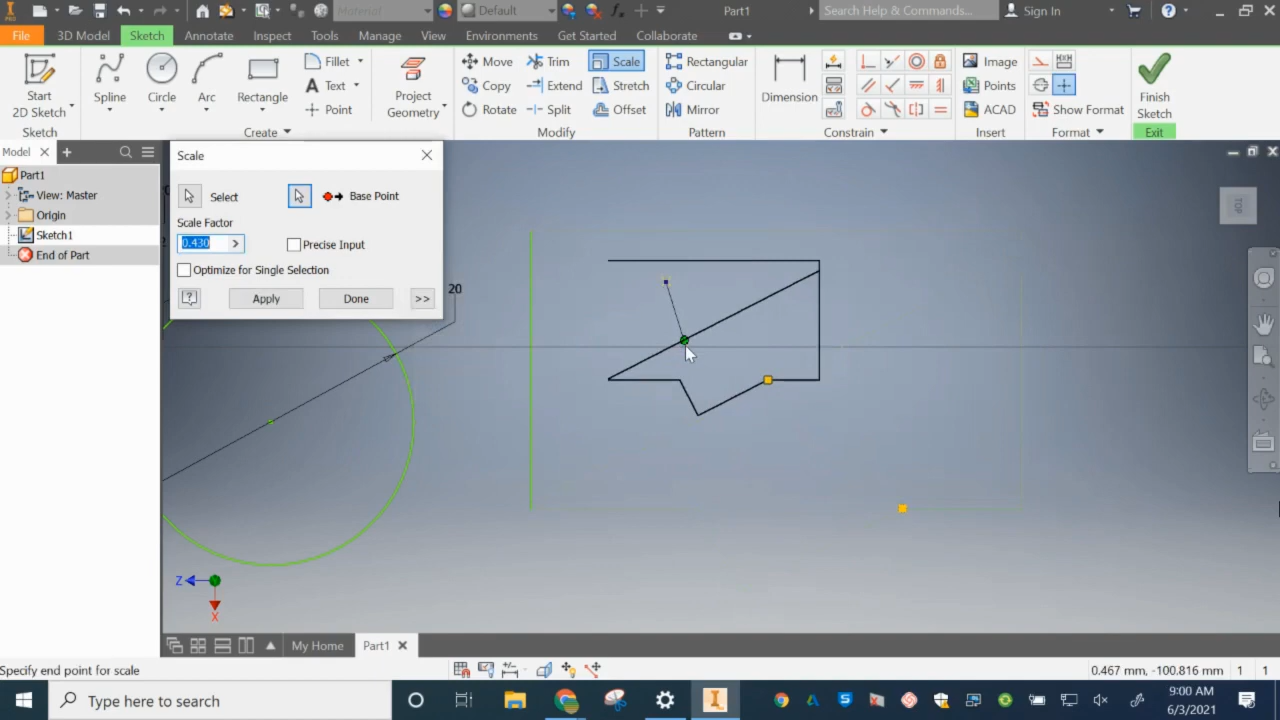 PRO
Material
Default
Part1
Search Help & Commands...
Sign In
File
3D Model
Sketch
Annotate
Inspect
Tools
Manage
View
Environments
Get Started
Collaborate
Start
2D Sketch
Spline
Circle
Arc
Rectangle
Fillet
Text
Point
Project
Geometry
Move
Trim
Scale
Copy
Extend
Stretch
Rotate
Split
Offset
Rectangular
Circular
Mirror
Dimension
Image
Points
ACAD
Show Format
Finish
Sketch
Sketch
Create
Modify
Pattern
Constrain
Insert
Format
Exit
Model
Part1
View: Master
Origin
Sketch1
End of Part
Scale
Select
Base Point
Scale Factor
0.430
Precise Input
Optimize for Single Selection
Apply
Done
>>
20
TOP
Z
X
My Home
Part1
Specify end point for scale
0.467 mm, -100.816 mm
1
1
Type here to search
9:00 AM
6/3/2021